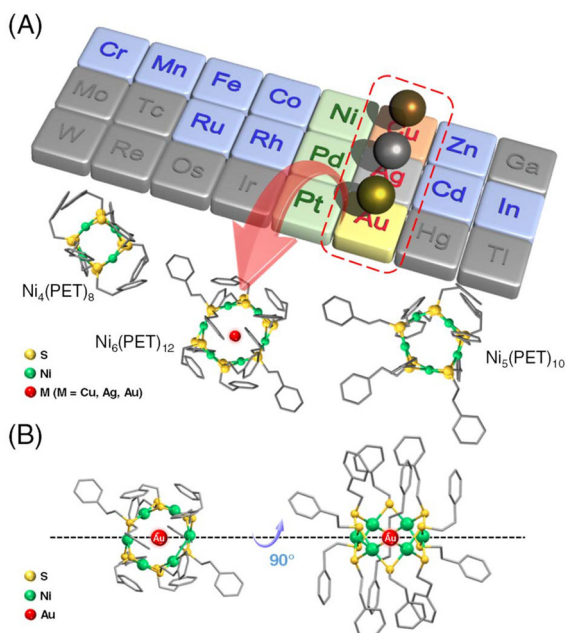 (A)
Cr Mn Fe Co Ni Cu Zn Ga
Mo Tc Ru Rh Pd Ag Cd In
W Re Os Ir Pt Au Hg Tl
Ni4(PET)8
Ni6(PET)12
Ni5(PET)10
S
Ni
M (M = Cu, Ag, Au)
(B)
Au
90°
Au
S
Ni
Au